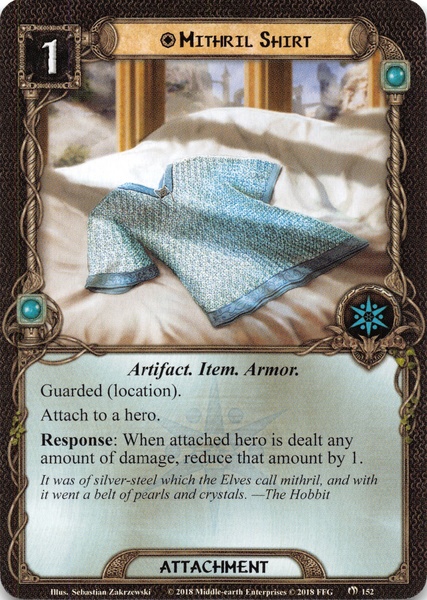 1
Mithril Shirt
Artifact. Item. Armor.
Guarded (location).
Attach to a hero.
Response: When attached hero is dealt any
amount of damage, reduce that amount by 1.
It was of silver-steel which the Elves call mithril, and with
it went a belt of pearls and crystals. —The Hobbit
ATTACHMENT
Illus. Sebastian Zakrzewski © 2018 Middle-earth Enterprises © 2018 FFG 152